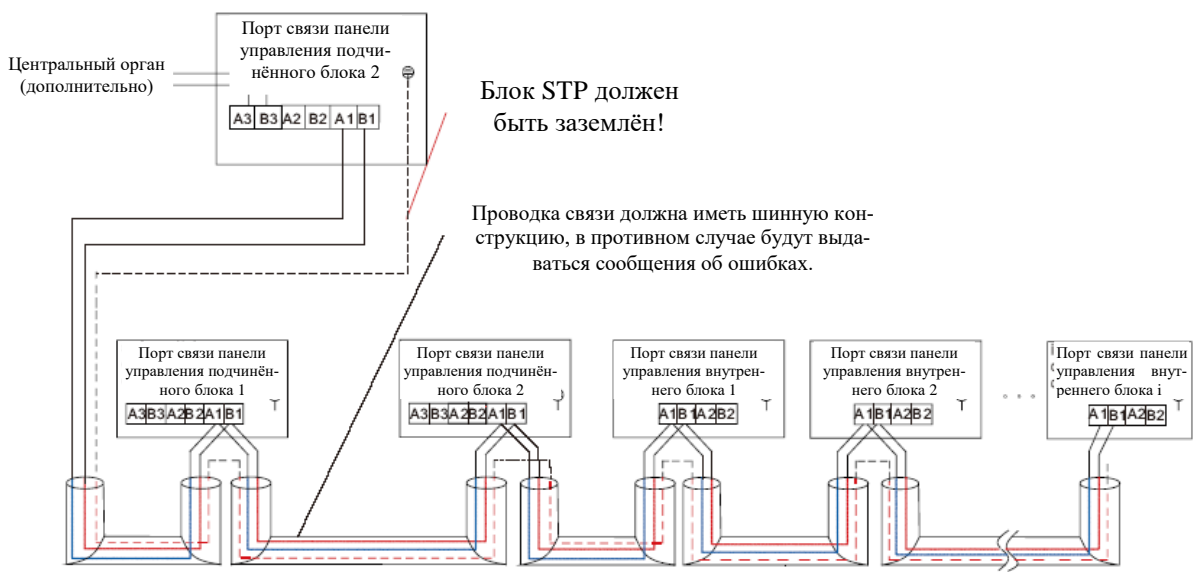 Порт связи панели
управления подчи-
нённого блока 2
Центральный орган
(дополнительно)
A3 B3 A2 B2 A1 B1
Блок STP должен
быть заземлён!
Проводка связи должна иметь шинную кон-
струкцию, в противном случае будут выда-
ваться сообщения об ошибках.
Порт связи панели
управления подчинён-
ного блока 1
A3 B3 A2 B2 A1 B1
Порт связи панели
управления подчинён-
ного блока 2
A3 B3 A2 B2 A1 B1
Порт связи панели
управления внутрен-
него блока 1
A1 B1 A2 B2
Порт связи панели
управления внутрен-
него блока 2
A1 B1 A2 B2
Порт связи панели
управления внут-
реннего блока i
A1 B1 A2 B2